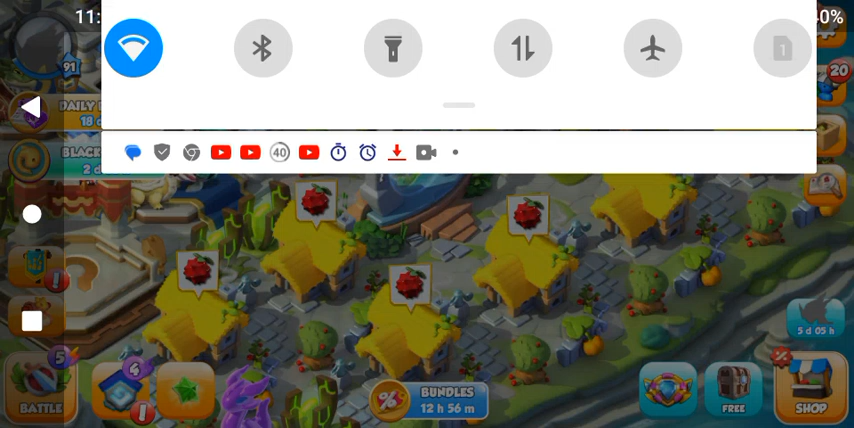 11:
40%
1
40
91
20
DAILY
18 d
BLACK
2 d
!
5 d 05 h
5
4
!
BATTLE
%
BUNDLES
12 h 56 m
FREE
%
SHOP